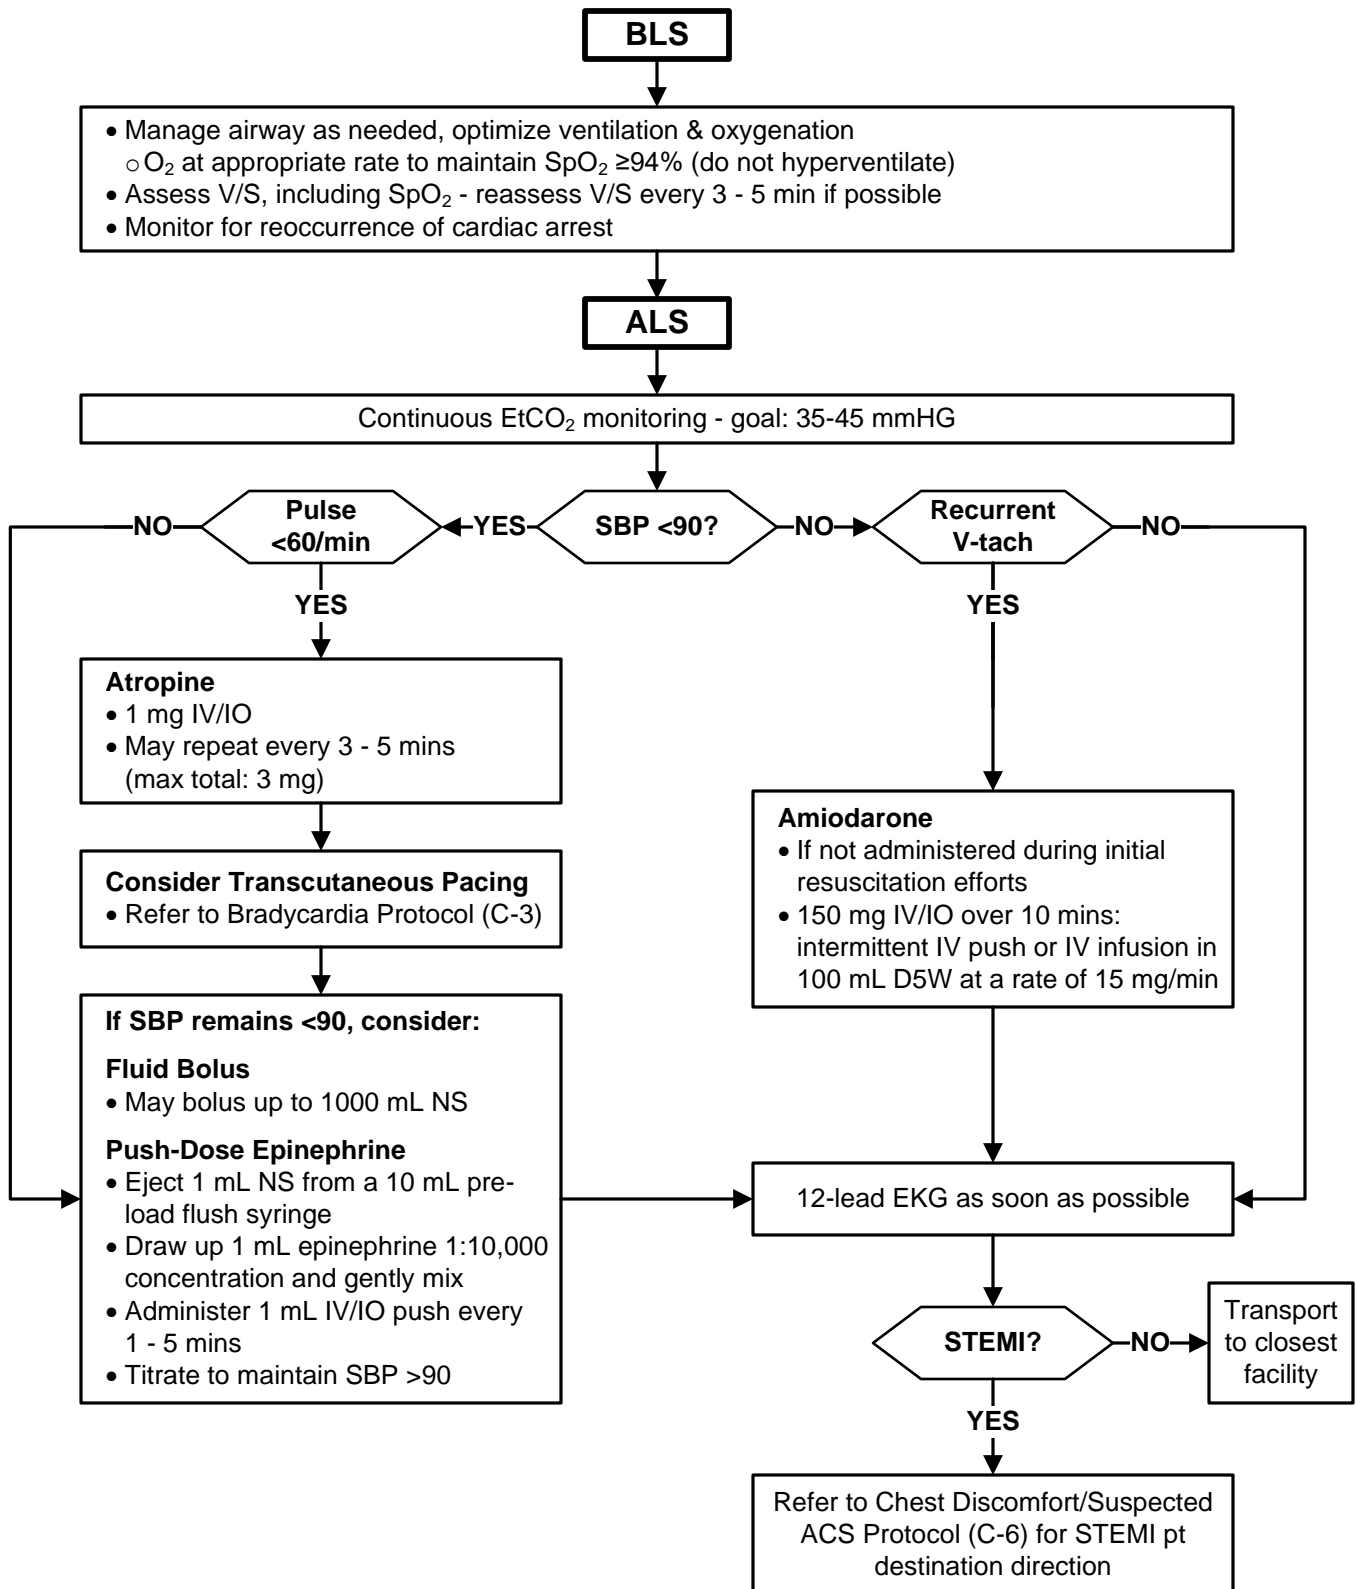 BLS
• Manage airway as needed, optimize ventilation & oxygenation
○ O₂ at appropriate rate to maintain SpO₂ ≥94% (do not hyperventilate)
• Assess V/S, including SpO₂ - reassess V/S every 3 - 5 min if possible
• Monitor for reoccurrence of cardiac arrest
ALS
Continuous EtCO₂ monitoring - goal: 35-45 mmHG
NO
Pulse
<60/min
YES
SBP <90?
NO
Recurrent
V-tach
NO
YES
YES
Atropine
• 1 mg IV/IO
• May repeat every 3 - 5 mins
(max total: 3 mg)
Consider Transcutaneous Pacing
• Refer to Bradycardia Protocol (C-3)
Amiodarone
• If not administered during initial
resuscitation efforts
• 150 mg IV/IO over 10 mins:
intermittent IV push or IV infusion in
100 mL D5W at a rate of 15 mg/min
If SBP remains <90, consider:
Fluid Bolus
• May bolus up to 1000 mL NS
Push-Dose Epinephrine
• Eject 1 mL NS from a 10 mL pre-
load flush syringe
• Draw up 1 mL epinephrine 1:10,000
concentration and gently mix
• Administer 1 mL IV/IO push every
1 - 5 mins
• Titrate to maintain SBP >90
12-lead EKG as soon as possible
STEMI?
NO
Transport
to closest
facility
YES
Refer to Chest Discomfort/Suspected
ACS Protocol (C-6) for STEMI pt
destination direction